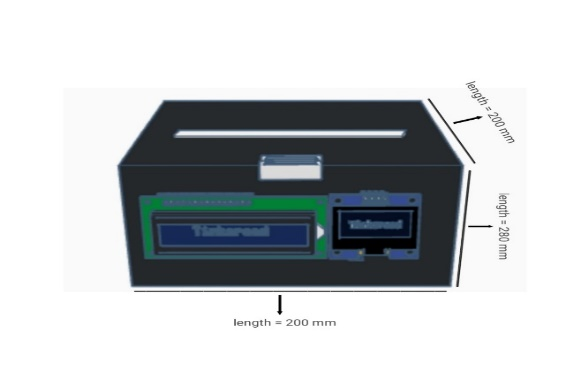 length = 200 mm
Tinkercad
Tinkercad
length = 280 mm
length = 200 mm